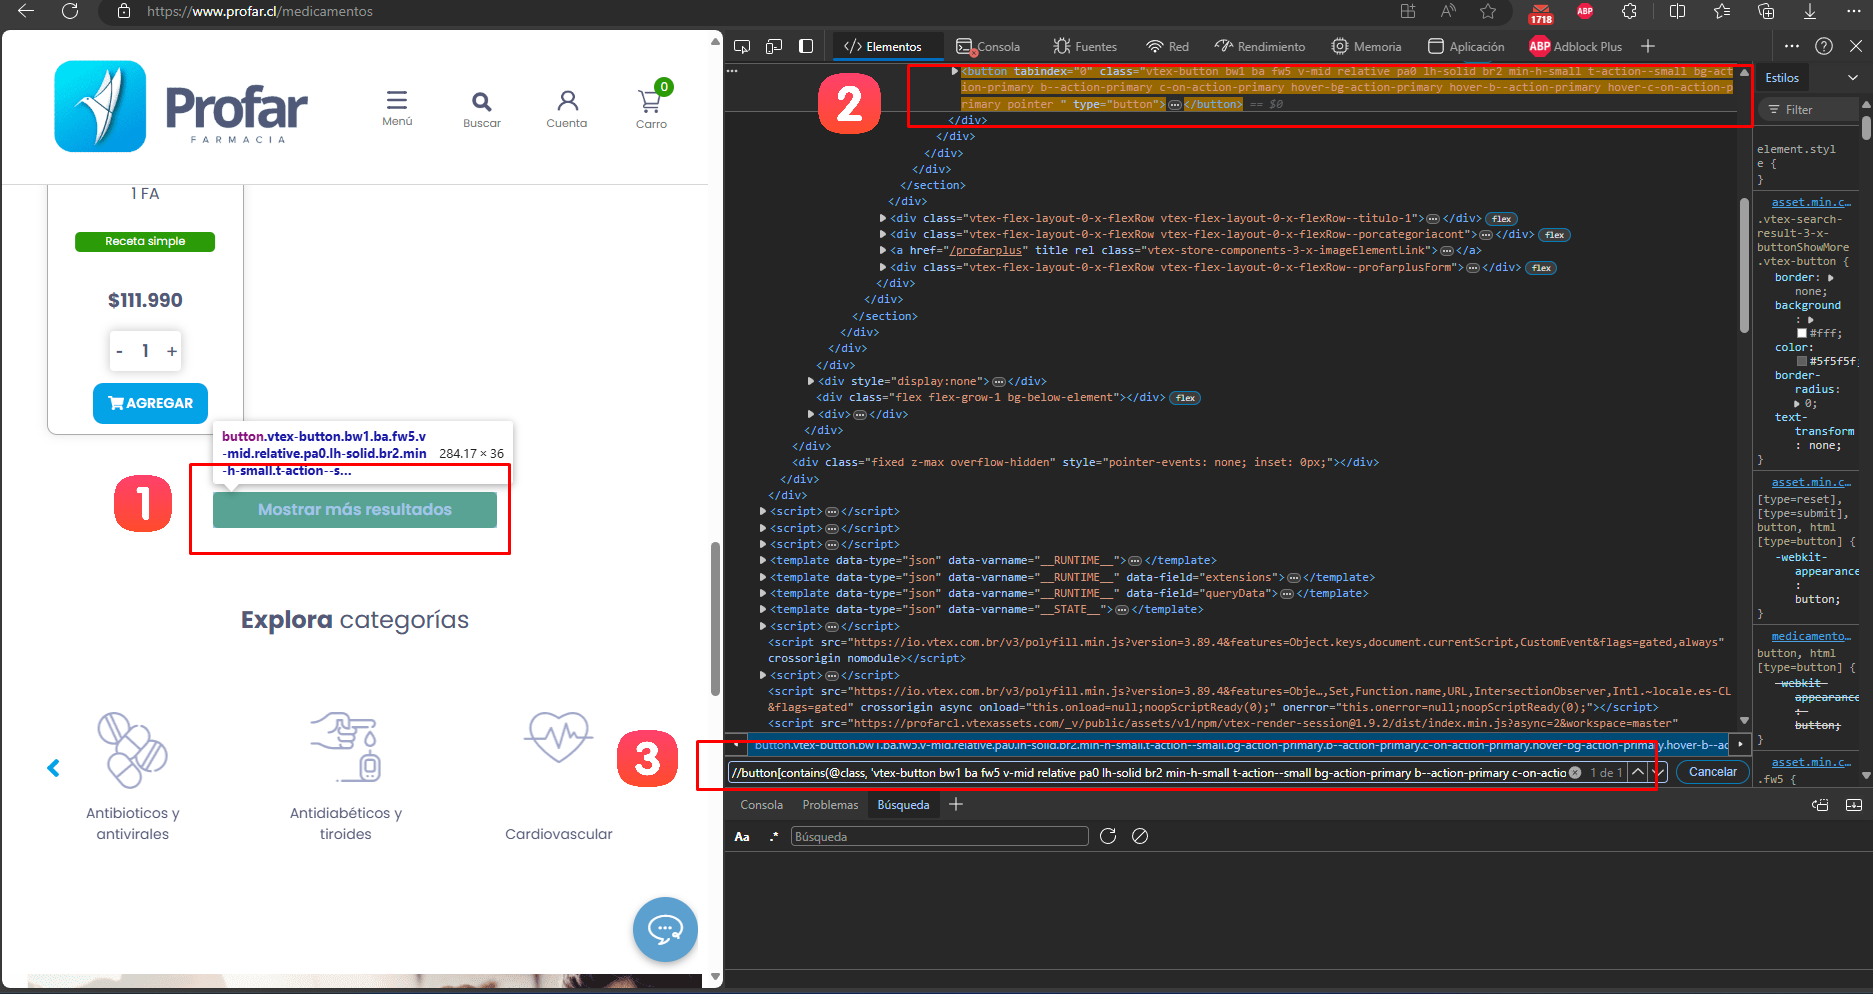 https://www.profar.cl/medicamentos
1718
ABP
Profar
FARMACIA
Menú
Buscar
Cuenta
0
Carro
1 FA
Receta simple
$111.990
- 1 +
AGREGAR
button.vtex-button.bw1.ba.fw5.v
-mid.relative.pa0.lh-solid.br2.min
-h-small.t-action--s...
284.17 × 36
1
Mostrar más resultados
Explora categorías
Antibioticos y
antivirales
Antidiabéticos y
tiroides
Cardiovascular
Elementos
Consola
Fuentes
Red
Rendimiento
Memoria
Aplicación
ABP Adblock Plus
2
<button tabindex="0" class="vtex-button bw1 ba fw5 v-mid relative pa0 lh-solid br2 min-h-small t-action--small bg-act
ion-primary b--action-primary c-on-action-primary hover-bg-action-primary hover-b--action-primary hover-c-on-action-p
rimary pointer " type="button">…</button> == $0
</div>
</div>
</div>
</div>
</section>
</div>
<div class="vtex-flex-layout-0-x-flexRow vtex-flex-layout-0-x-flexRow--titulo-1">…</div> flex
<div class="vtex-flex-layout-0-x-flexRow vtex-flex-layout-0-x-flexRow--porcategoriacont">…</div> flex
<a href="/profarplus" title rel class="vtex-store-components-3-x-imageElementLink">…</a>
<div class="vtex-flex-layout-0-x-flexRow vtex-flex-layout-0-x-flexRow--profarplusForm">…</div> flex
</div>
</div>
</section>
</div>
</div>
</div>
<div style="display:none">…</div>
<div class="flex flex-grow-1 bg-below-element"></div> flex
<div>…</div>
</div>
</div>
<div class="fixed z-max overflow-hidden" style="pointer-events: none; inset: 0px;"></div>
</div>
</div>
<script>…</script>
<script>…</script>
<script>…</script>
<template data-type="json" data-varname="__RUNTIME__">…</template>
<template data-type="json" data-varname="__RUNTIME__" data-field="extensions">…</template>
<template data-type="json" data-varname="__RUNTIME__" data-field="queryData">…</template>
<template data-type="json" data-varname="__STATE__">…</template>
<script>…</script>
<script src="https://io.vtex.com.br/v3/polyfill.min.js?version=3.89.4&features=Object.keys,document.currentScript,CustomEvent&flags=gated,always"
crossorigin nomodule></script>
<script>…</script>
<script src="https://io.vtex.com.br/v3/polyfill.min.js?version=3.89.4&features=Obje…,Set,Function.name,URL,IntersectionObserver,Intl.~locale.es-CL
&flags=gated" crossorigin async onload="this.onload=null;noopScriptReady(0);" onerror="this.onerror=null;noopScriptReady(0);"></script>
<script src="https://profarcl.vtexassets.com/_v/public/assets/v1/npm/vtex-render-session@1.9.2/dist/index.min.js?async=2&workspace=master"
button.vtex-button.bw1.ba.fw5.v-mid.relative.pa0.lh-solid.br2.min-h-small.t-action--small.bg-action-primary.b--action-primary.c-on-action-primary.hover-bg-action-primary.hover-b--ac
3
//button[contains(@class, 'vtex-button bw1 ba fw5 v-mid relative pa0 lh-solid br2 min-h-small t-action--small bg-action-primary b--action-primary c-on-actio
1 de 1
Cancelar
Consola
Problemas
Búsqueda
Aa
.*
Búsqueda
Estilos
Filter
element.styl
e {
}
asset.min.c…
.vtex-search-
result-3-x-
buttonShowMore
.vtex-button {
border:
none;
background
:
#fff;
color:
#5f5f5f;
border-
radius:
0;
text-
transform
: none;
}
asset.min.c…
[type=reset],
[type=submit],
button, html
[type=button] {
-webkit-
appearance
:
button;
}
medicamento…
button, html
[type=button] {
-webkit-
appearance
:
button;
}
asset.min.c…
.fw5 {